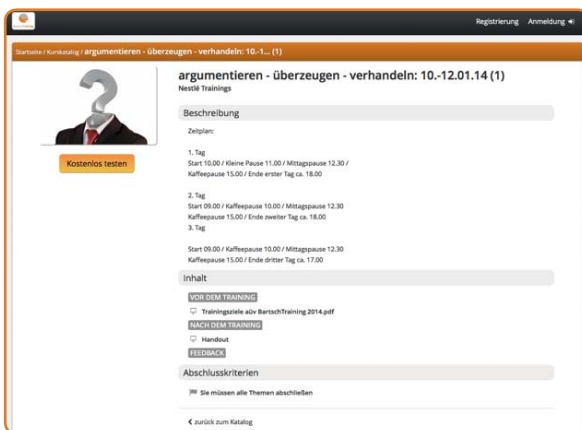 Registrierung Anmeldung
Startseite / Kurskatalog / argumentieren - überzeugen - verhandeln: 10.-1... (1)
argumentieren - überzeugen - verhandeln: 10.-12.01.14 (1)
Nestlé Trainings
Kostenlos testen
Beschreibung
Zeitplan:
1. Tag
Start 10.00 / Kleine Pause 11.00 / Mittagspause 12.30 /
Kaffeepause 15.00 / Ende erster Tag ca. 18.00
2. Tag
Start 09.00 / Kaffeepause 10.00 / Mittagspause 12.30
Kaffeepause 15.00 / Ende zweiter Tag ca. 18.00
3. Tag
Start 09.00 / Kaffeepause 10.00 / Mittagspause 12.30
Kaffeepause 15.00 / Ende dritter Tag ca. 17.00
Inhalt
VOR DEM TRAINING
Trainingsziele aüv BartschTraining 2014.pdf
NACH DEM TRAINING
Handout
FEEDBACK
Abschlusskriterien
Sie müssen alle Themen abschließen
zurück zum Katalog